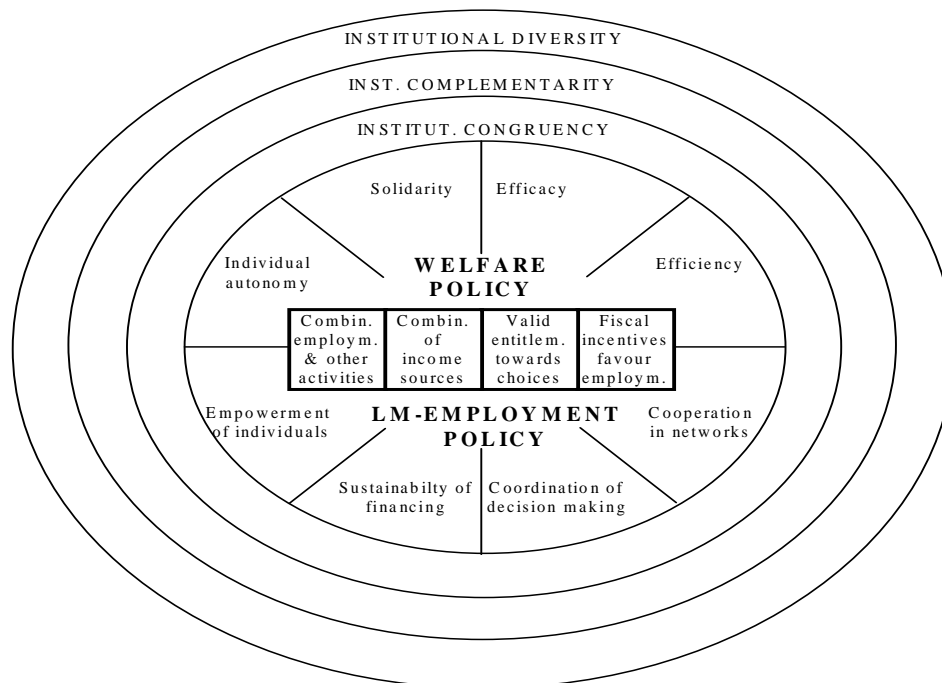 INSTITUTIONAL DIVERSITY
INST. COMPLEMENTARITY
INSTITUT. CONGRUENCY
Solidarity
Efficacy
Individual
autonomy
Efficiency
WELFARE
POLICY
Combin.
employm.
& other
activities
Combin.
of
income
sources
Valid
entitlem.
towards
choices
Fiscal
incentives
favour
employm.
Empowerment
of individuals
LM-EMPLOYMENT
POLICY
Cooperation
in networks
Sustainabilty of
financing
Coordination of
decision making